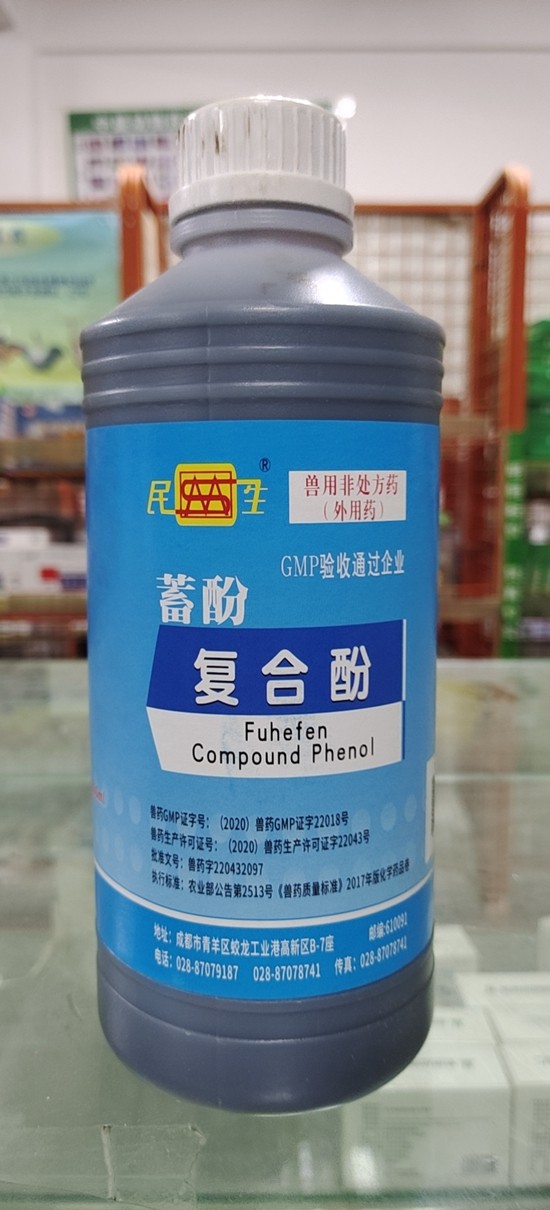 民 生 ®
兽用非处方药
（外用药）
GMP验收通过企业
蓄酚
复合酚
Fuhefen
Compound Phenol
兽药GMP证字号：（2020）兽药GMP证字22018号
兽药生产许可证号：（2020）兽药生产许可证字22043号
批准文号：兽药字220432097
执行标准：农业部公告第2513号《兽药质量标准》2017年版化学药品卷
地址：成都市青羊区蛟龙工业港高新区B-7座 邮编:610091
电话：028-87079187 028-87078741 传真：028-87078741